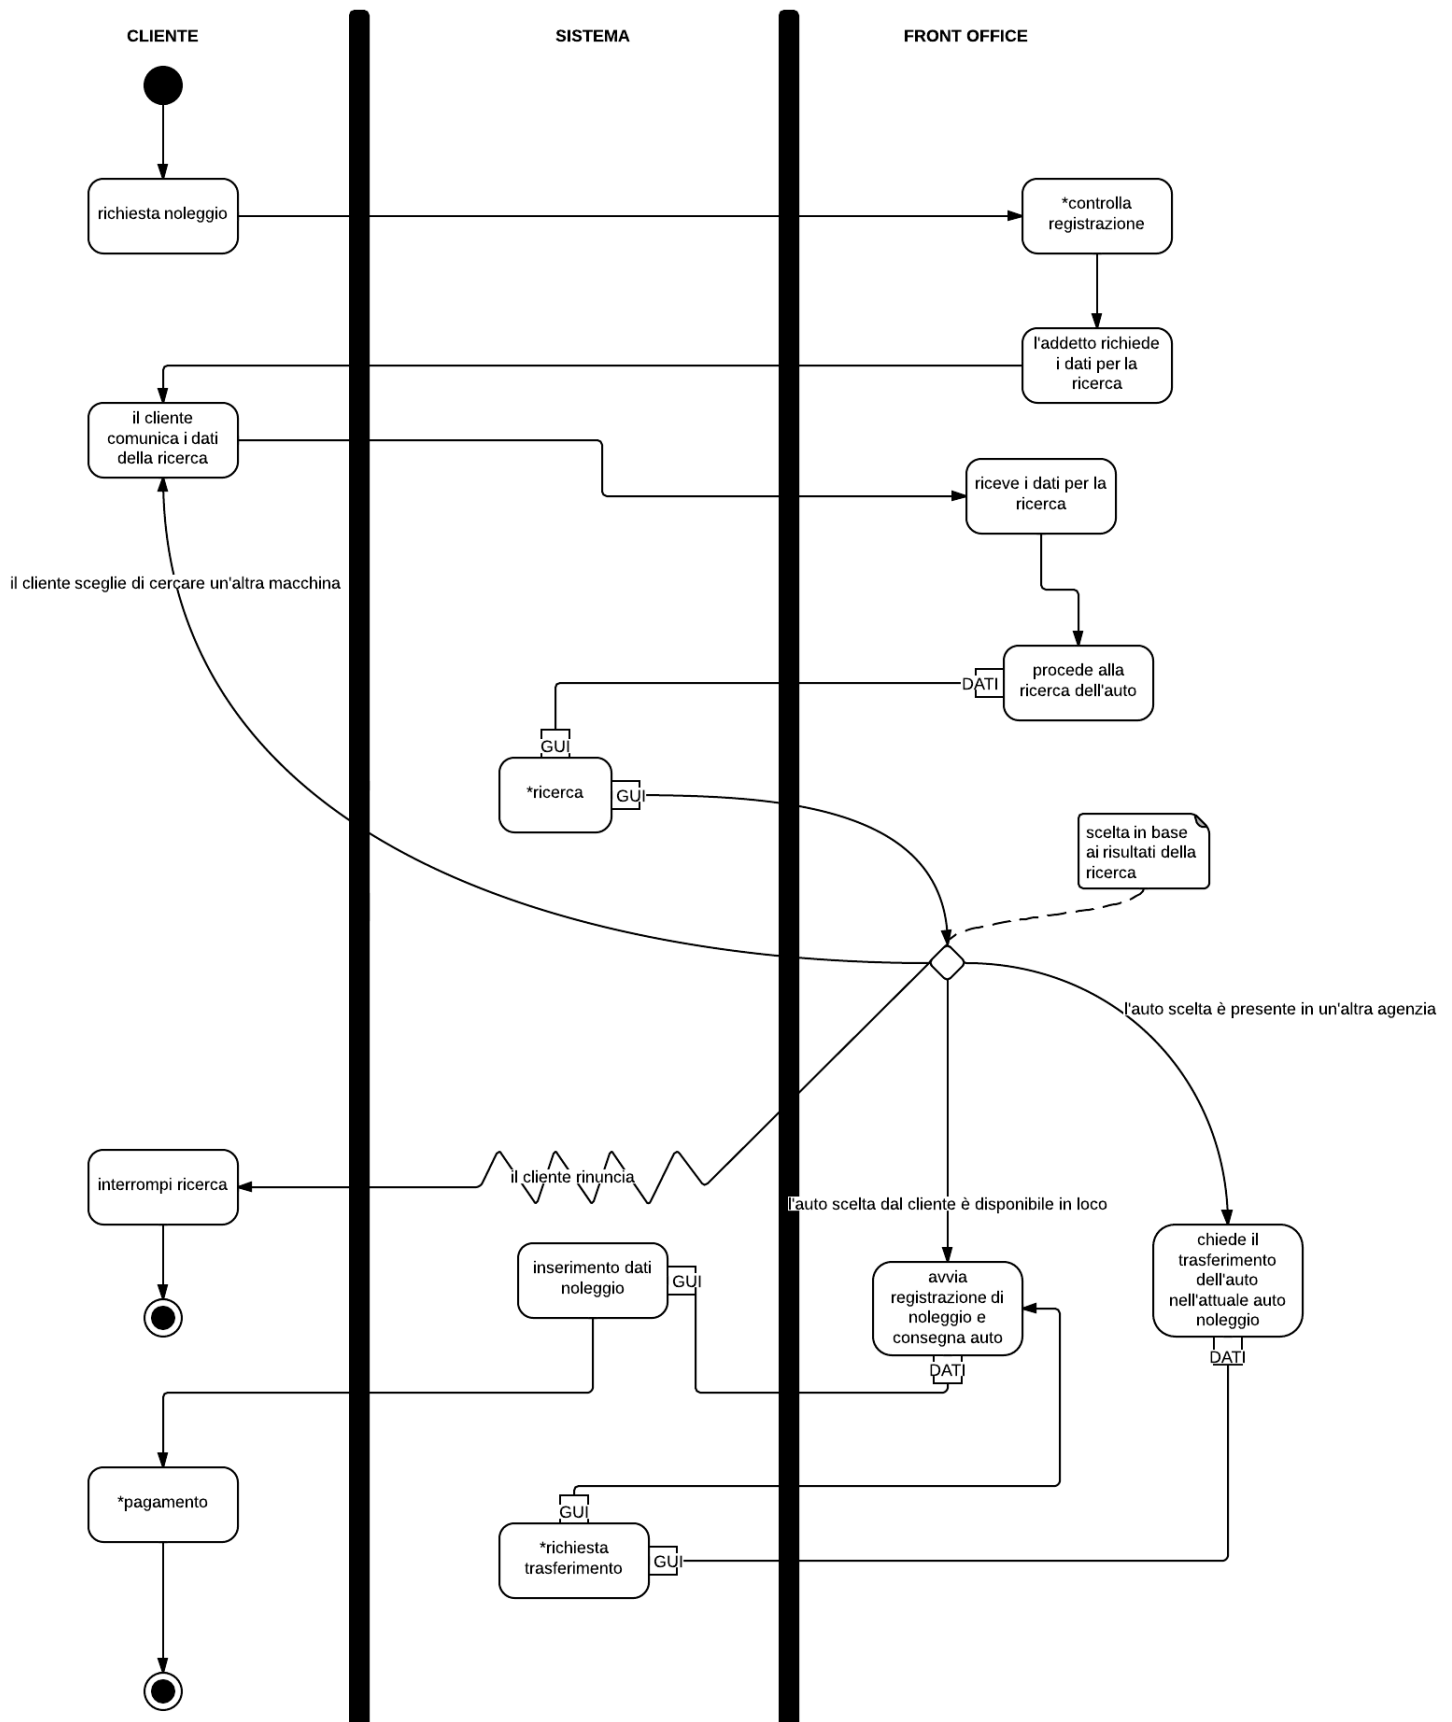 CLIENTE
SISTEMA
FRONT OFFICE
richiesta noleggio
*controlla
registrazione
l'addetto richiede
i dati per la
ricerca
il cliente
comunica i dati
della ricerca
riceve i dati per la
ricerca
il cliente sceglie di cercare un'altra macchina
procede alla
ricerca dell'auto
DATI
GUI
*ricerca
GUI
scelta in base
ai risultati della
ricerca
l'auto scelta è presente in un'altra agenzia
interrompi ricerca
il cliente rinuncia
l'auto scelta dal cliente è disponibile in loco
inserimento dati
noleggio
GUI
avvia
registrazione di
noleggio e
consegna auto
DATI
chiede il
trasferimento
dell'auto
nell'attuale auto
noleggio
DATI
*pagamento
GUI
*richiesta
trasferimento
GUI